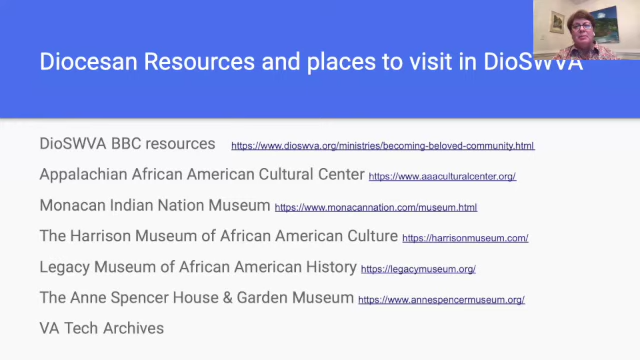 Diocesan Resources and places to visit in DioSWVA
DioSWVA BBC resources https://www.dioswva.org/ministries/becoming-beloved-community.html
Appalachian African American Cultural Center https://www.aaaculturalcenter.org/
Monacan Indian Nation Museum https://www.monacannation.com/museum.html
The Harrison Museum of African American Culture https://harrisonmuseum.com/
Legacy Museum of African American History https://legacymuseum.org/
The Anne Spencer House & Garden Museum https://www.annespencermuseum.org/
VA Tech Archives